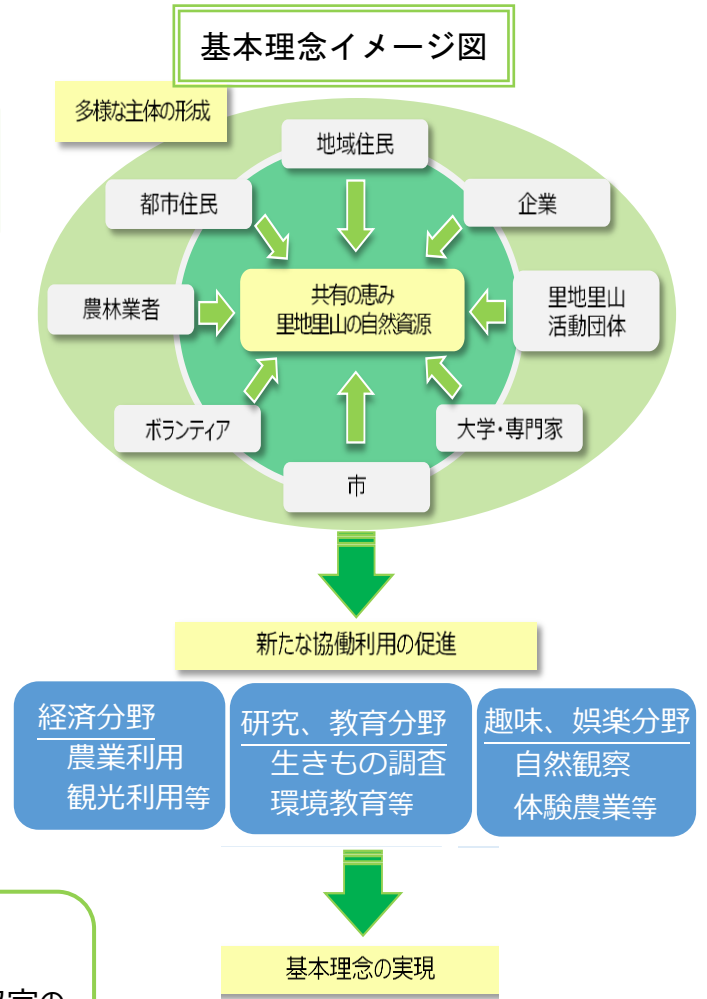 基本理念イメージ図
多様な主体の形成
地域住民
都市住民
企業
農林業者
共有の恵み
里地里山の自然資源
里地里山
活動団体
ボランティア
大学・専門家
市
新たな協働利用の促進
経済分野
農業利用
観光利用等
研究、教育分野
生きもの調査
環境教育等
趣味、娯楽分野
自然観察
体験農業等
基本理念の実現